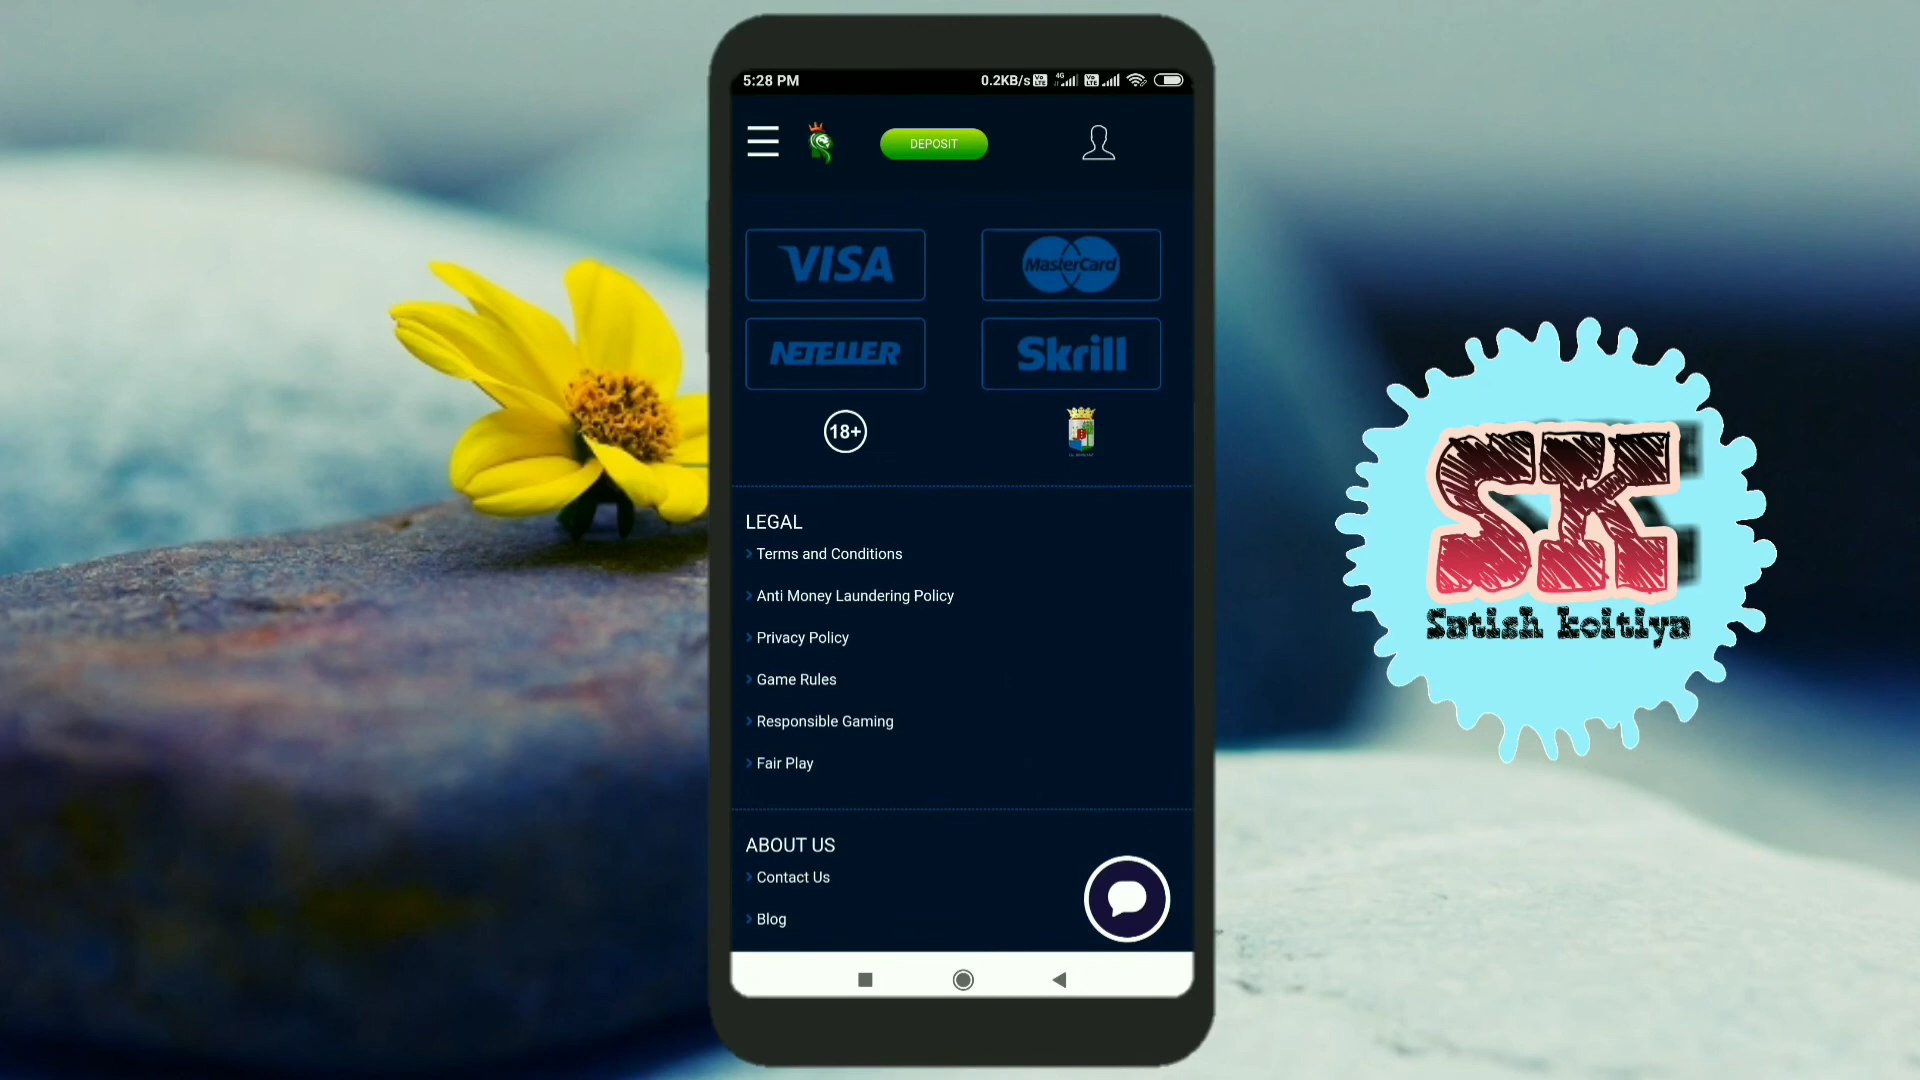 5:28 PM
0.2KB/s
4G
DEPOSIT
VISA
MasterCard
NETELLER
Skrill
18+
LEGAL
Terms and Conditions
Anti Money Laundering Policy
Privacy Policy
Game Rules
Responsible Gaming
Fair Play
ABOUT US
Contact Us
Blog
SK
Satish koitiya